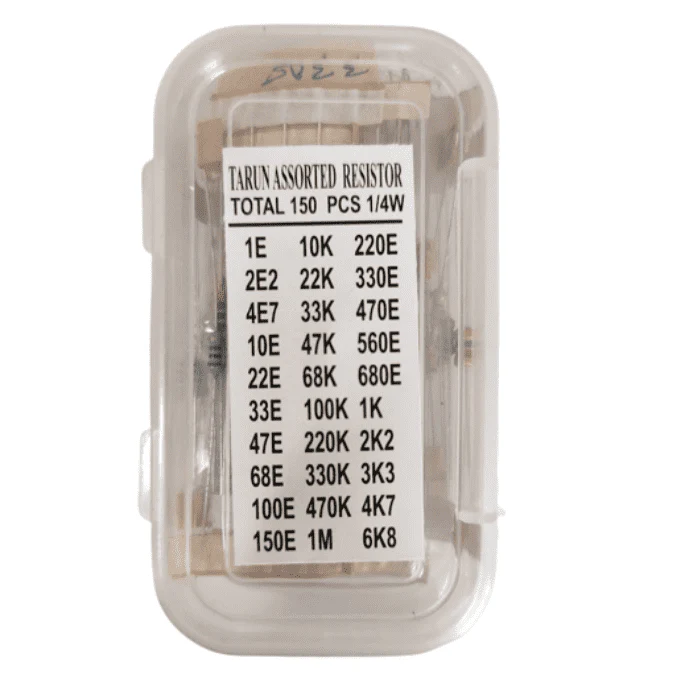 TARUN ASSORTED RESISTOR
TOTAL 150 PCS 1/4W
1E 10K 220E
2E2 22K 330E
4E7 33K 470E
10E 47K 560E
22E 68K 680E
33E 100K 1K
47E 220K 2K2
68E 330K 3K3
100E 470K 4K7
150E 1M 6K8